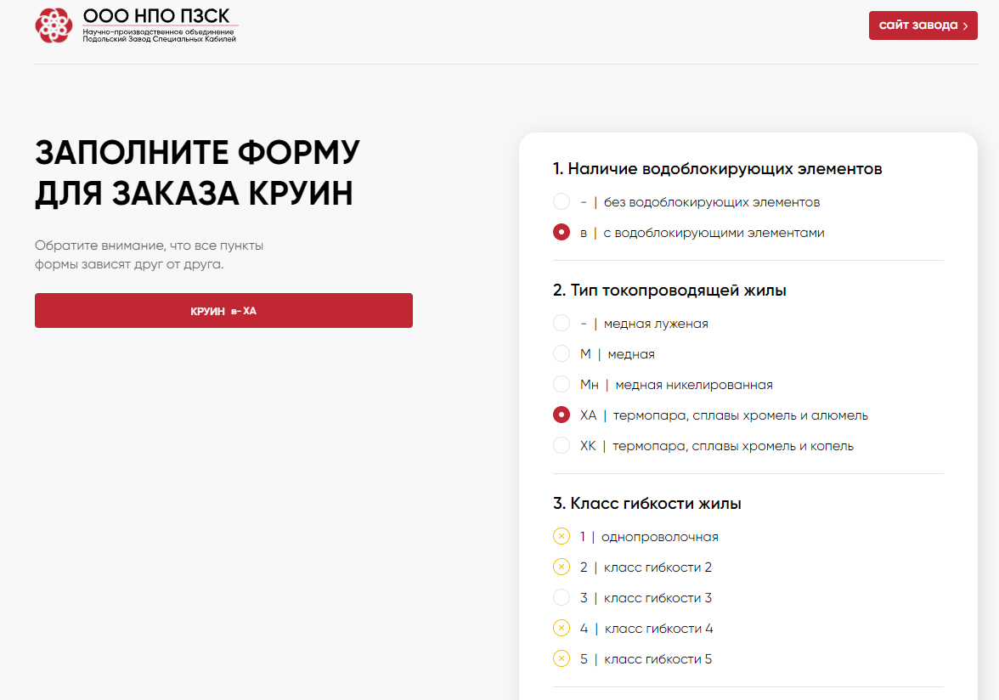 ООО НПО ПЗСК
Научно-производственное объединение
Подольский Завод Специальных Кабилей
сайт завода >
ЗАПОЛНИТЕ ФОРМУ
ДЛЯ ЗАКАЗА КРУИН
Обратите внимание, что все пункты
формы зависят друг от друга.
КРУИН в- ХА
1. Наличие водоблокирующих элементов
- | без водоблокирующих элементов
в | с водоблокирующими элементами
2. Тип токопроводящей жилы
- | медная луженая
М | медная
Мн | медная никелированная
ХА | термопара, сплавы хромель и алюмель
ХК | термопара, сплавы хромель и копель
3. Класс гибкости жилы
1 | однопроволочная
2 | класс гибкости 2
3 | класс гибкости 3
4 | класс гибкости 4
5 | класс гибкости 5